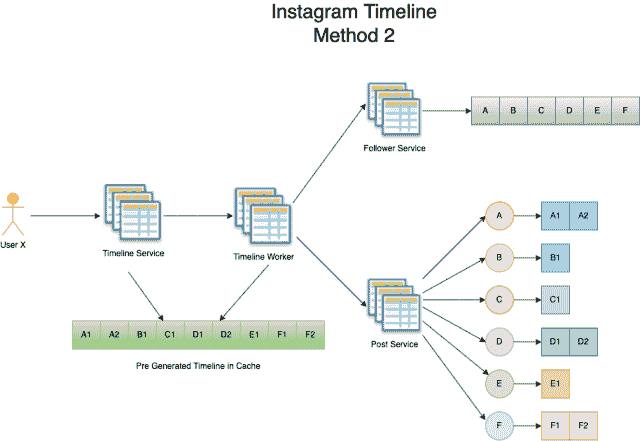 Instagram Timeline
Method 2
A B C D E F
Follower Service
User X
Timeline Service
Timeline Worker
A A1 A2
B B1
C C1
A1 A2 B1 C1 D1 D2 E1 F1 F2
Post Service
D D1 D2
Pre Generated Timeline in Cache
E E1
F F1 F2